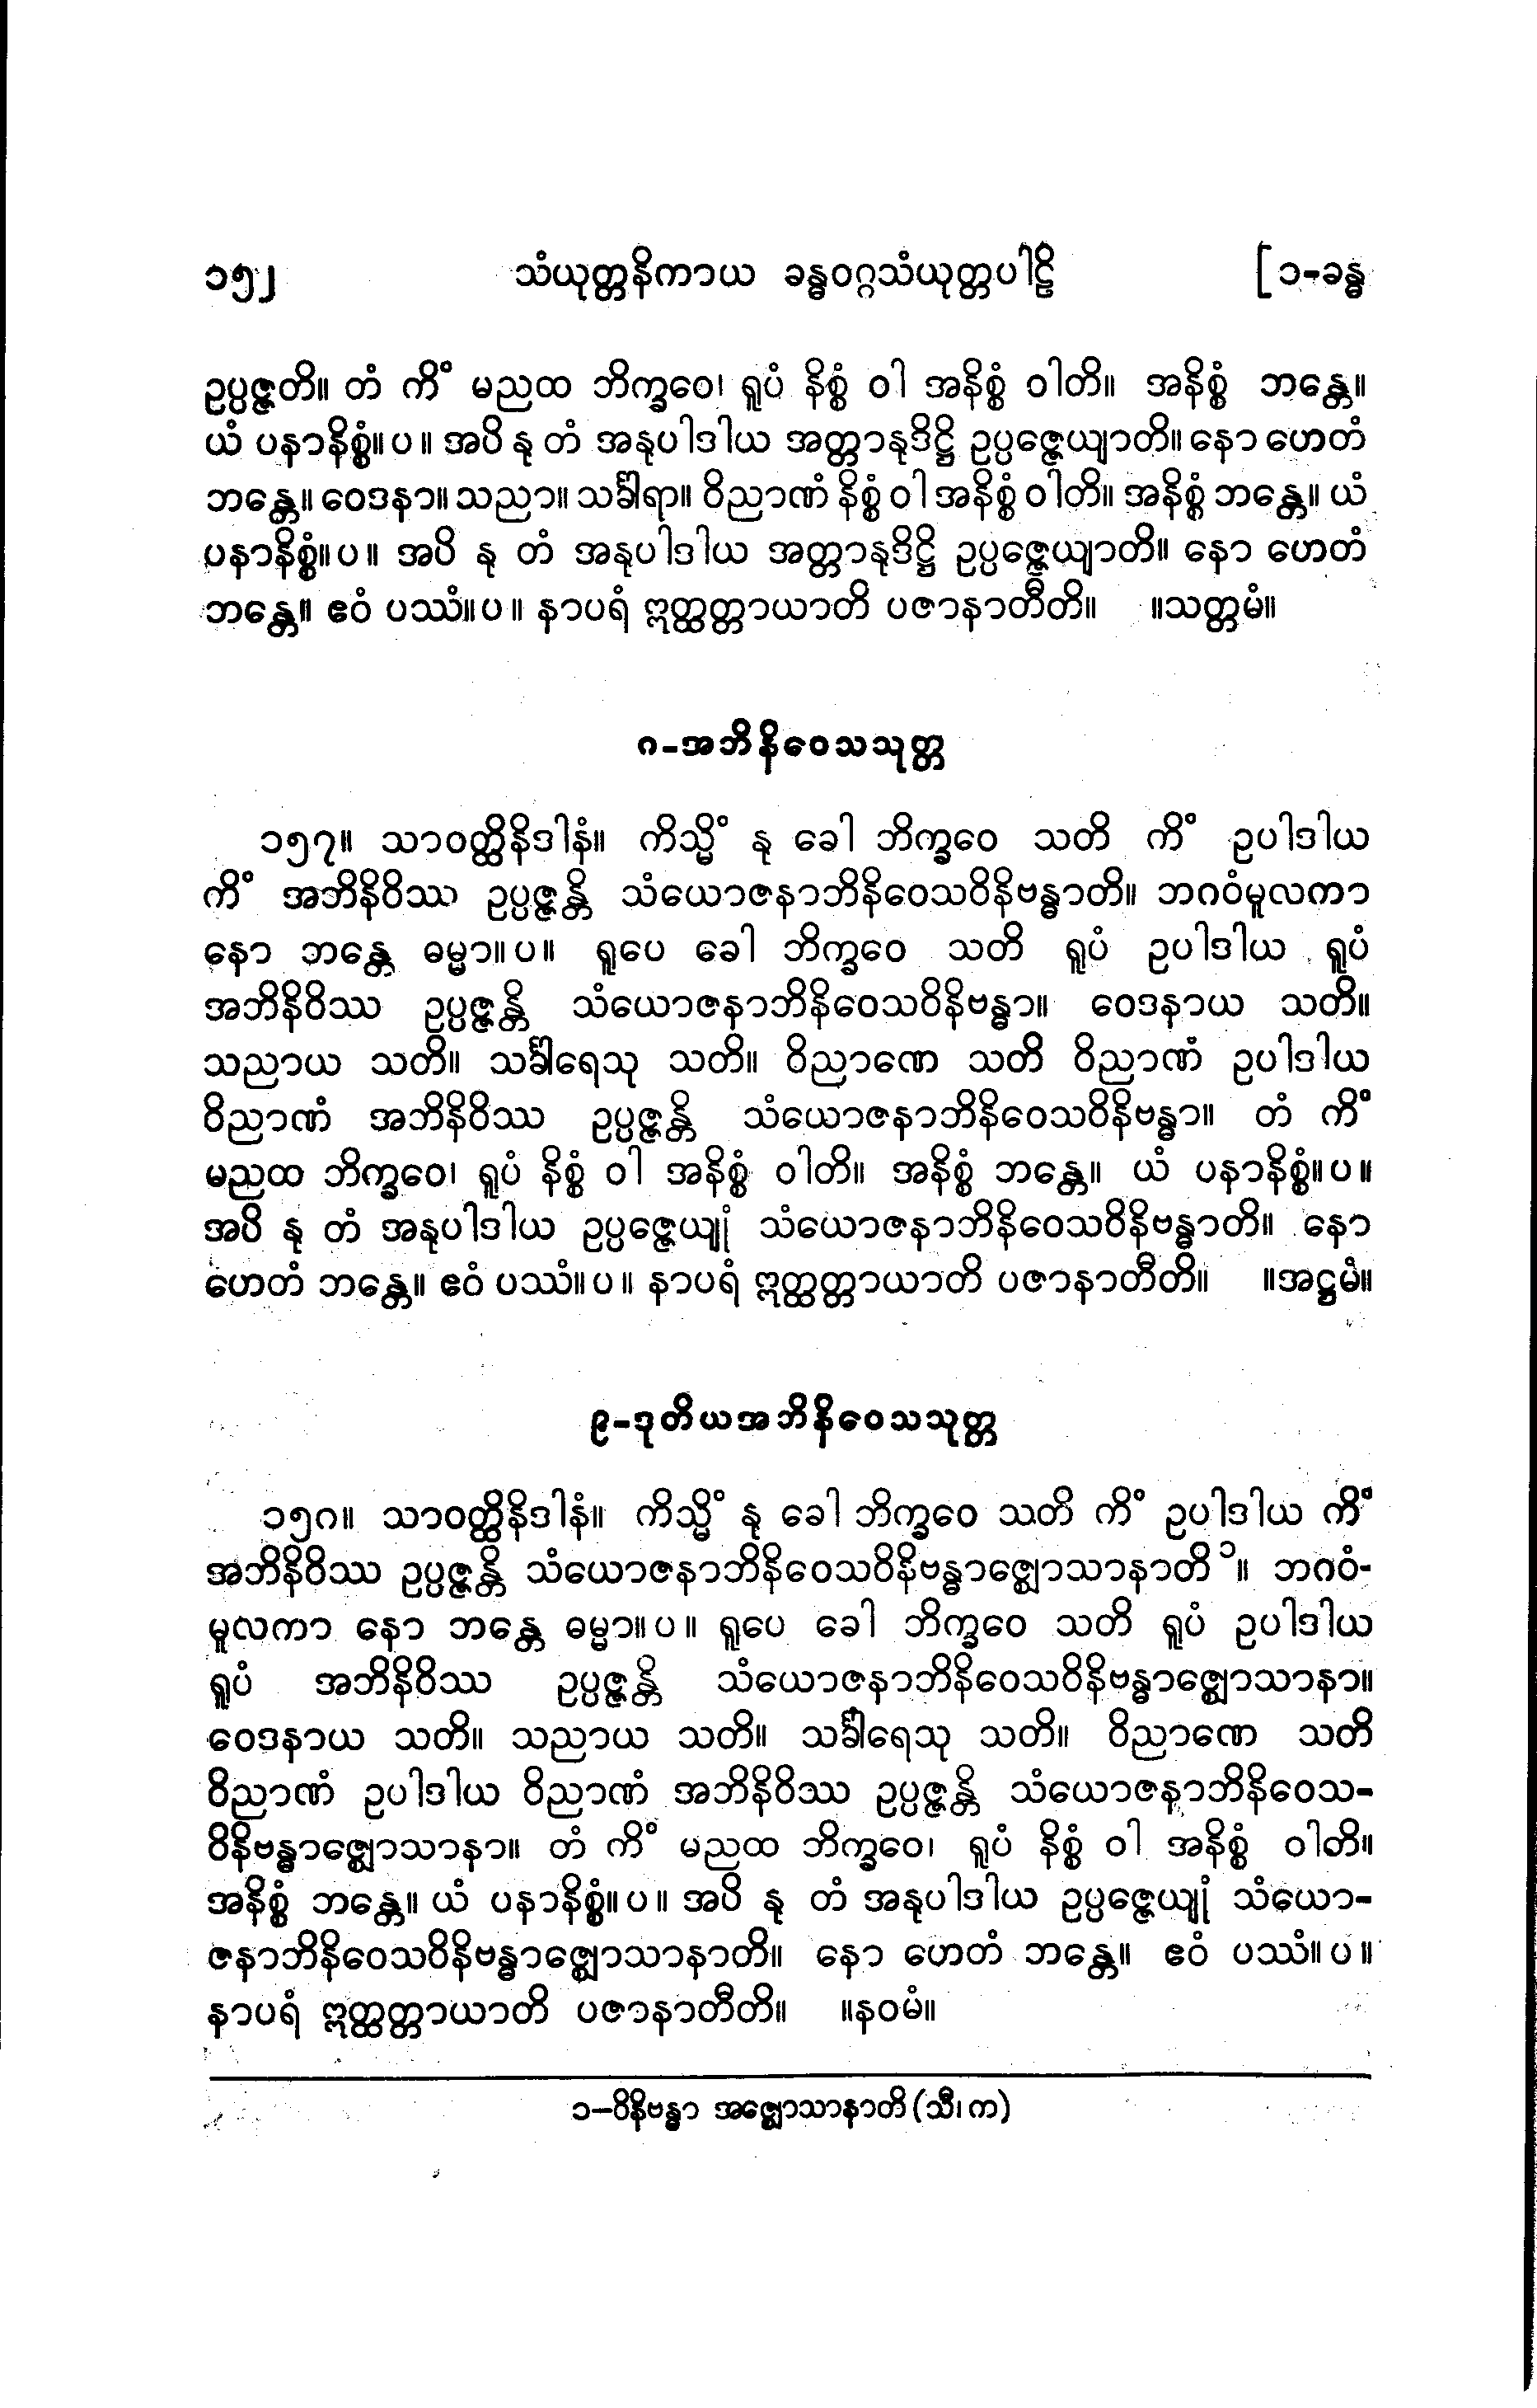 ၁၅၂ သံယုတ္တနိကာယ ခန္ဓဝဂ္ဂသံယုတ္တပါဠိ [၁-ခန္ဓ
ဥပ္ပဇ္ဇတိ။ တံ ကိံ မညထ ဘိက္ခဝေ၊ ရူပံ နိစ္စံ ဝါ အနိစ္စံ ဝါတိ။ အနိစ္စံ ဘန္တေ။
ယံ ပနာနိစ္စံ။ပ။ အပိ နု တံ အနုပါဒါယ အတ္တာနုဒိဋ္ဌိ ဥပ္ပဇ္ဇေယျာတိ။ နော ဟေတံ
ဘန္တေ။ ဝေဒနာ။ သညာ။ သင်္ခါရာ။ ဝိညာဏံ နိစ္စံ ဝါ အနိစ္စံ ဝါတိ။ အနိစ္စံ ဘန္တေ။ ယံ
ပနာနိစ္စံ။ပ။ အပိ နု တံ အနုပါဒါယ အတ္တာနုဒိဋ္ဌိ ဥပ္ပဇ္ဇေယျာတိ။ နော ဟေတံ
ဘန္တေ။ ဧဝံ ပဿံ။ပ။ နာပရံ ဣတ္ထတ္တာယာတိ ပဇာနာတီတိ။ ။သတ္တမံ။
၈-အဘိနိဝေသသုတ္တ
၁၅၇။ သာဝတ္ထိနိဒါနံ။ ကိသ္မိံ နု ခေါ ဘိက္ခဝေ သတိ ကိံ ဥပါဒါယ
ကိံ အဘိနိဝိဿ ဥပ္ပဇ္ဇန္တိ သံယောဇနာဘိနိဝေသဝိနိဗန္ဓာတိ။ ဘဂဝံမူလကာ
နော ဘန္တေ ဓမ္မာ။ပ။ ရူပေ ခေါ ဘိက္ခဝေ သတိ ရူပံ ဥပါဒါယ ရူပံ
အဘိနိဝိဿ ဥပ္ပဇ္ဇန္တိ သံယောဇနာဘိနိဝေသဝိနိဗန္ဓာ။ ဝေဒနာယ သတိ။
သညာယ သတိ။ သင်္ခါရေသု သတိ။ ဝိညာဏေ သတိ ဝိညာဏံ ဥပါဒါယ
ဝိညာဏံ အဘိနိဝိဿ ဥပ္ပဇ္ဇန္တိ သံယောဇနာဘိနိဝေသဝိနိဗန္ဓာ။ တံ ကိံ
မညထ ဘိက္ခဝေ၊ ရူပံ နိစ္စံ ဝါ အနိစ္စံ ဝါတိ။ အနိစ္စံ ဘန္တေ။ ယံ ပနာနိစ္စံ။ပ။
အပိ နု တံ အနုပါဒါယ ဥပ္ပဇ္ဇေယျုံ သံယောဇနာဘိနိဝေသဝိနိဗန္ဓာတိ။ နော
ဟေတံ ဘန္တေ။ ဧဝံ ပဿံ။ပ။ နာပရံ ဣတ္ထတ္တာယာတိ ပဇာနာတီတိ။ ။အဋ္ဌမံ။
၉-ဒုတိယအဘိနိဝေသသုတ္တ
၁၅၈။ သာဝတ္ထိနိဒါနံ။ ကိသ္မိံ နု ခေါ ဘိက္ခဝေ သတိ ကိံ ဥပါဒါယ ကိံ
အဘိနိဝိဿ ဥပ္ပဇ္ဇန္တိ သံယောဇနာဘိနိဝေသဝိနိဗန္ဓာဇ္ဈောသာနာတိ၁။ ဘဂဝံ-
မူလကာ နော ဘန္တေ ဓမ္မာ။ပ။ ရူပေ ခေါ ဘိက္ခဝေ သတိ ရူပံ ဥပါဒါယ
ရူပံ အဘိနိဝိဿ ဥပ္ပဇ္ဇန္တိ သံယောဇနာဘိနိဝေသဝိနိဗန္ဓာဇ္ဈောသာနာ။
ဝေဒနာယ သတိ။ သညာယ သတိ။ သင်္ခါရေသု သတိ။ ဝိညာဏေ သတိ
ဝိညာဏံ ဥပါဒါယ ဝိညာဏံ အဘိနိဝိဿ ဥပ္ပဇ္ဇန္တိ သံယောဇနာဘိနိဝေသ-
ဝိနိဗန္ဓာဇ္ဈောသာနာ။ တံ ကိံ မညထ ဘိက္ခဝေ၊ ရူပံ နိစ္စံ ဝါ အနိစ္စံ ဝါတိ။
အနိစ္စံ ဘန္တေ။ ယံ ပနာနိစ္စံ။ပ။ အပိ နု တံ အနုပါဒါယ ဥပ္ပဇ္ဇေယျုံ သံယော-
ဇနာဘိနိဝေသဝိနိဗန္ဓာဇ္ဈောသာနာတိ။ နော ဟေတံ ဘန္တေ။ ဧဝံ ပဿံ။ပ။
နာပရံ ဣတ္ထတ္တာယာတိ ပဇာနာတီတိ။ ။နဝမံ။
၁-ဝိနိဗန္ဓာ အဇ္ဈောသာနာတိ (သီ၊ က)